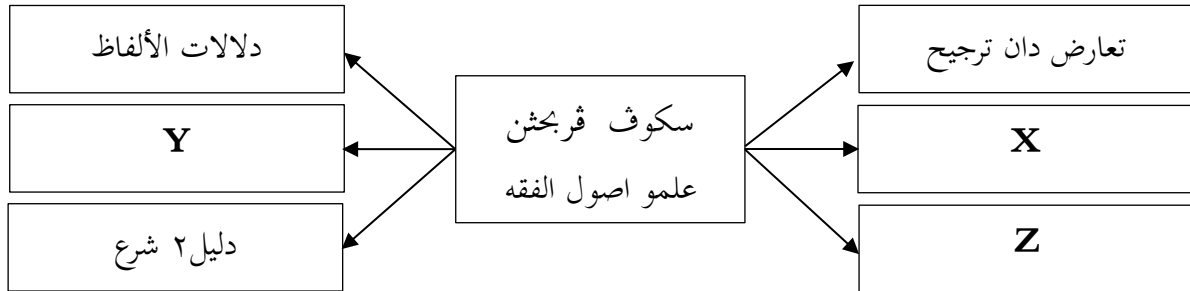 تعارض دان ترجيح
X
Z
سكوڤ ڤربحثن
علمو اصول الفقه
دلالات الألفاظ
Y
دليل٢ شرع